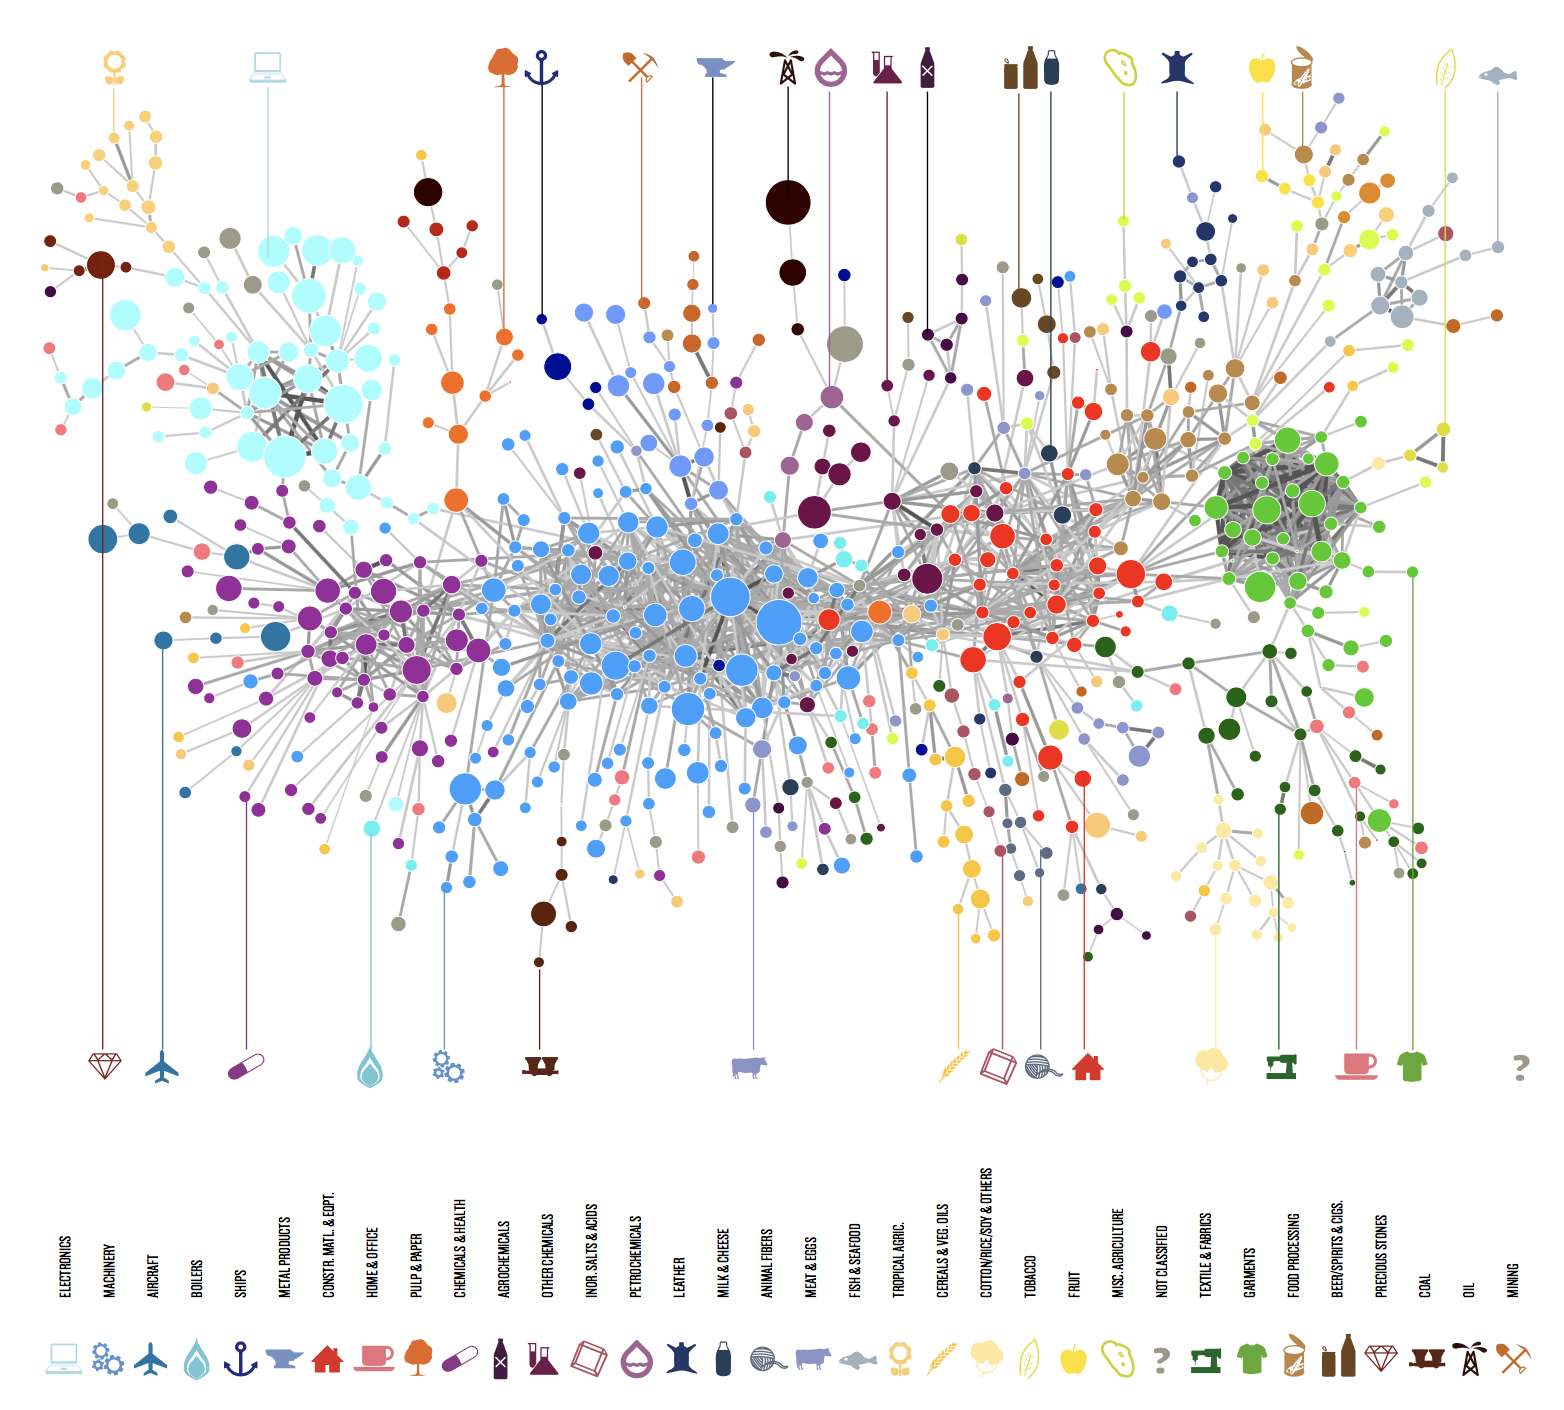 ELECTRONICS
MACHINERY
AIRCRAFT
BOILERS
SHIPS
METAL PRODUCTS
CONSTR. MATL. & EQPT.
HOME & OFFICE
PULP & PAPER
CHEMICALS & HEALTH
AGROCHEMICALS
OTHER CHEMICALS
INOR. SALTS & ACIDS
PETROCHEMICALS
LEATHER
MILK & CHEESE
ANIMAL FIBERS
MEAT & EGGS
FISH & SEAFOOD
TROPICAL AGRIC.
CEREALS & VEG. OILS
COTTON/RICE/SOY & OTHERS
TOBACCO
FRUIT
MISC. AGRICULTURE
NOT CLASSIFIED
TEXTILE & FABRICS
GARMENTS
FOOD PROCESSING
BEER/SPIRITS & CIGS.
PRECIOUS STONES
COAL
OIL
MINING